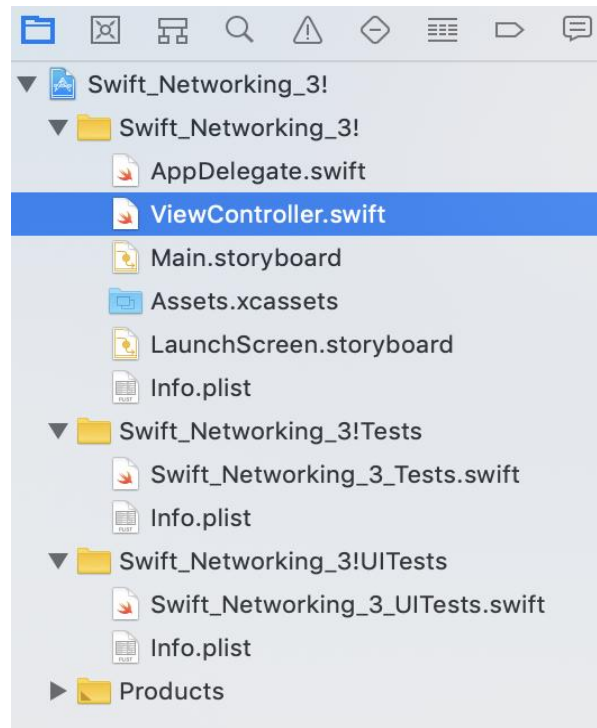 Swift_Networking_3!
Swift_Networking_3!
AppDelegate.swift
ViewController.swift
Main.storyboard
Assets.xcassets
LaunchScreen.storyboard
Info.plist
Swift_Networking_3!Tests
Swift_Networking_3_Tests.swift
Info.plist
Swift_Networking_3!UITests
Swift_Networking_3_UITests.swift
Info.plist
Products